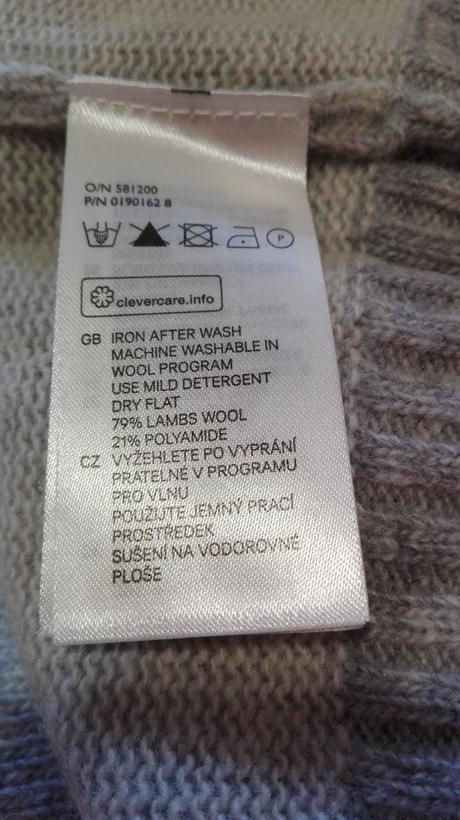 O/N 581200
P/N 0190162 8
P
clevercare.info
GB IRON AFTER WASH
MACHINE WASHABLE IN
WOOL PROGRAM
USE MILD DETERGENT
DRY FLAT
79% LAMBS WOOL
21% POLYAMIDE
CZ VYŽEHLETE PO VYPRÁNÍ
PRATELNÉ V PROGRAMU
PRO VLNU
POUŽIJTE JEMNÝ PRACÍ
PROSTŘEDEK
SUŠENÍ NA VODOROVNÉ
PLOŠE